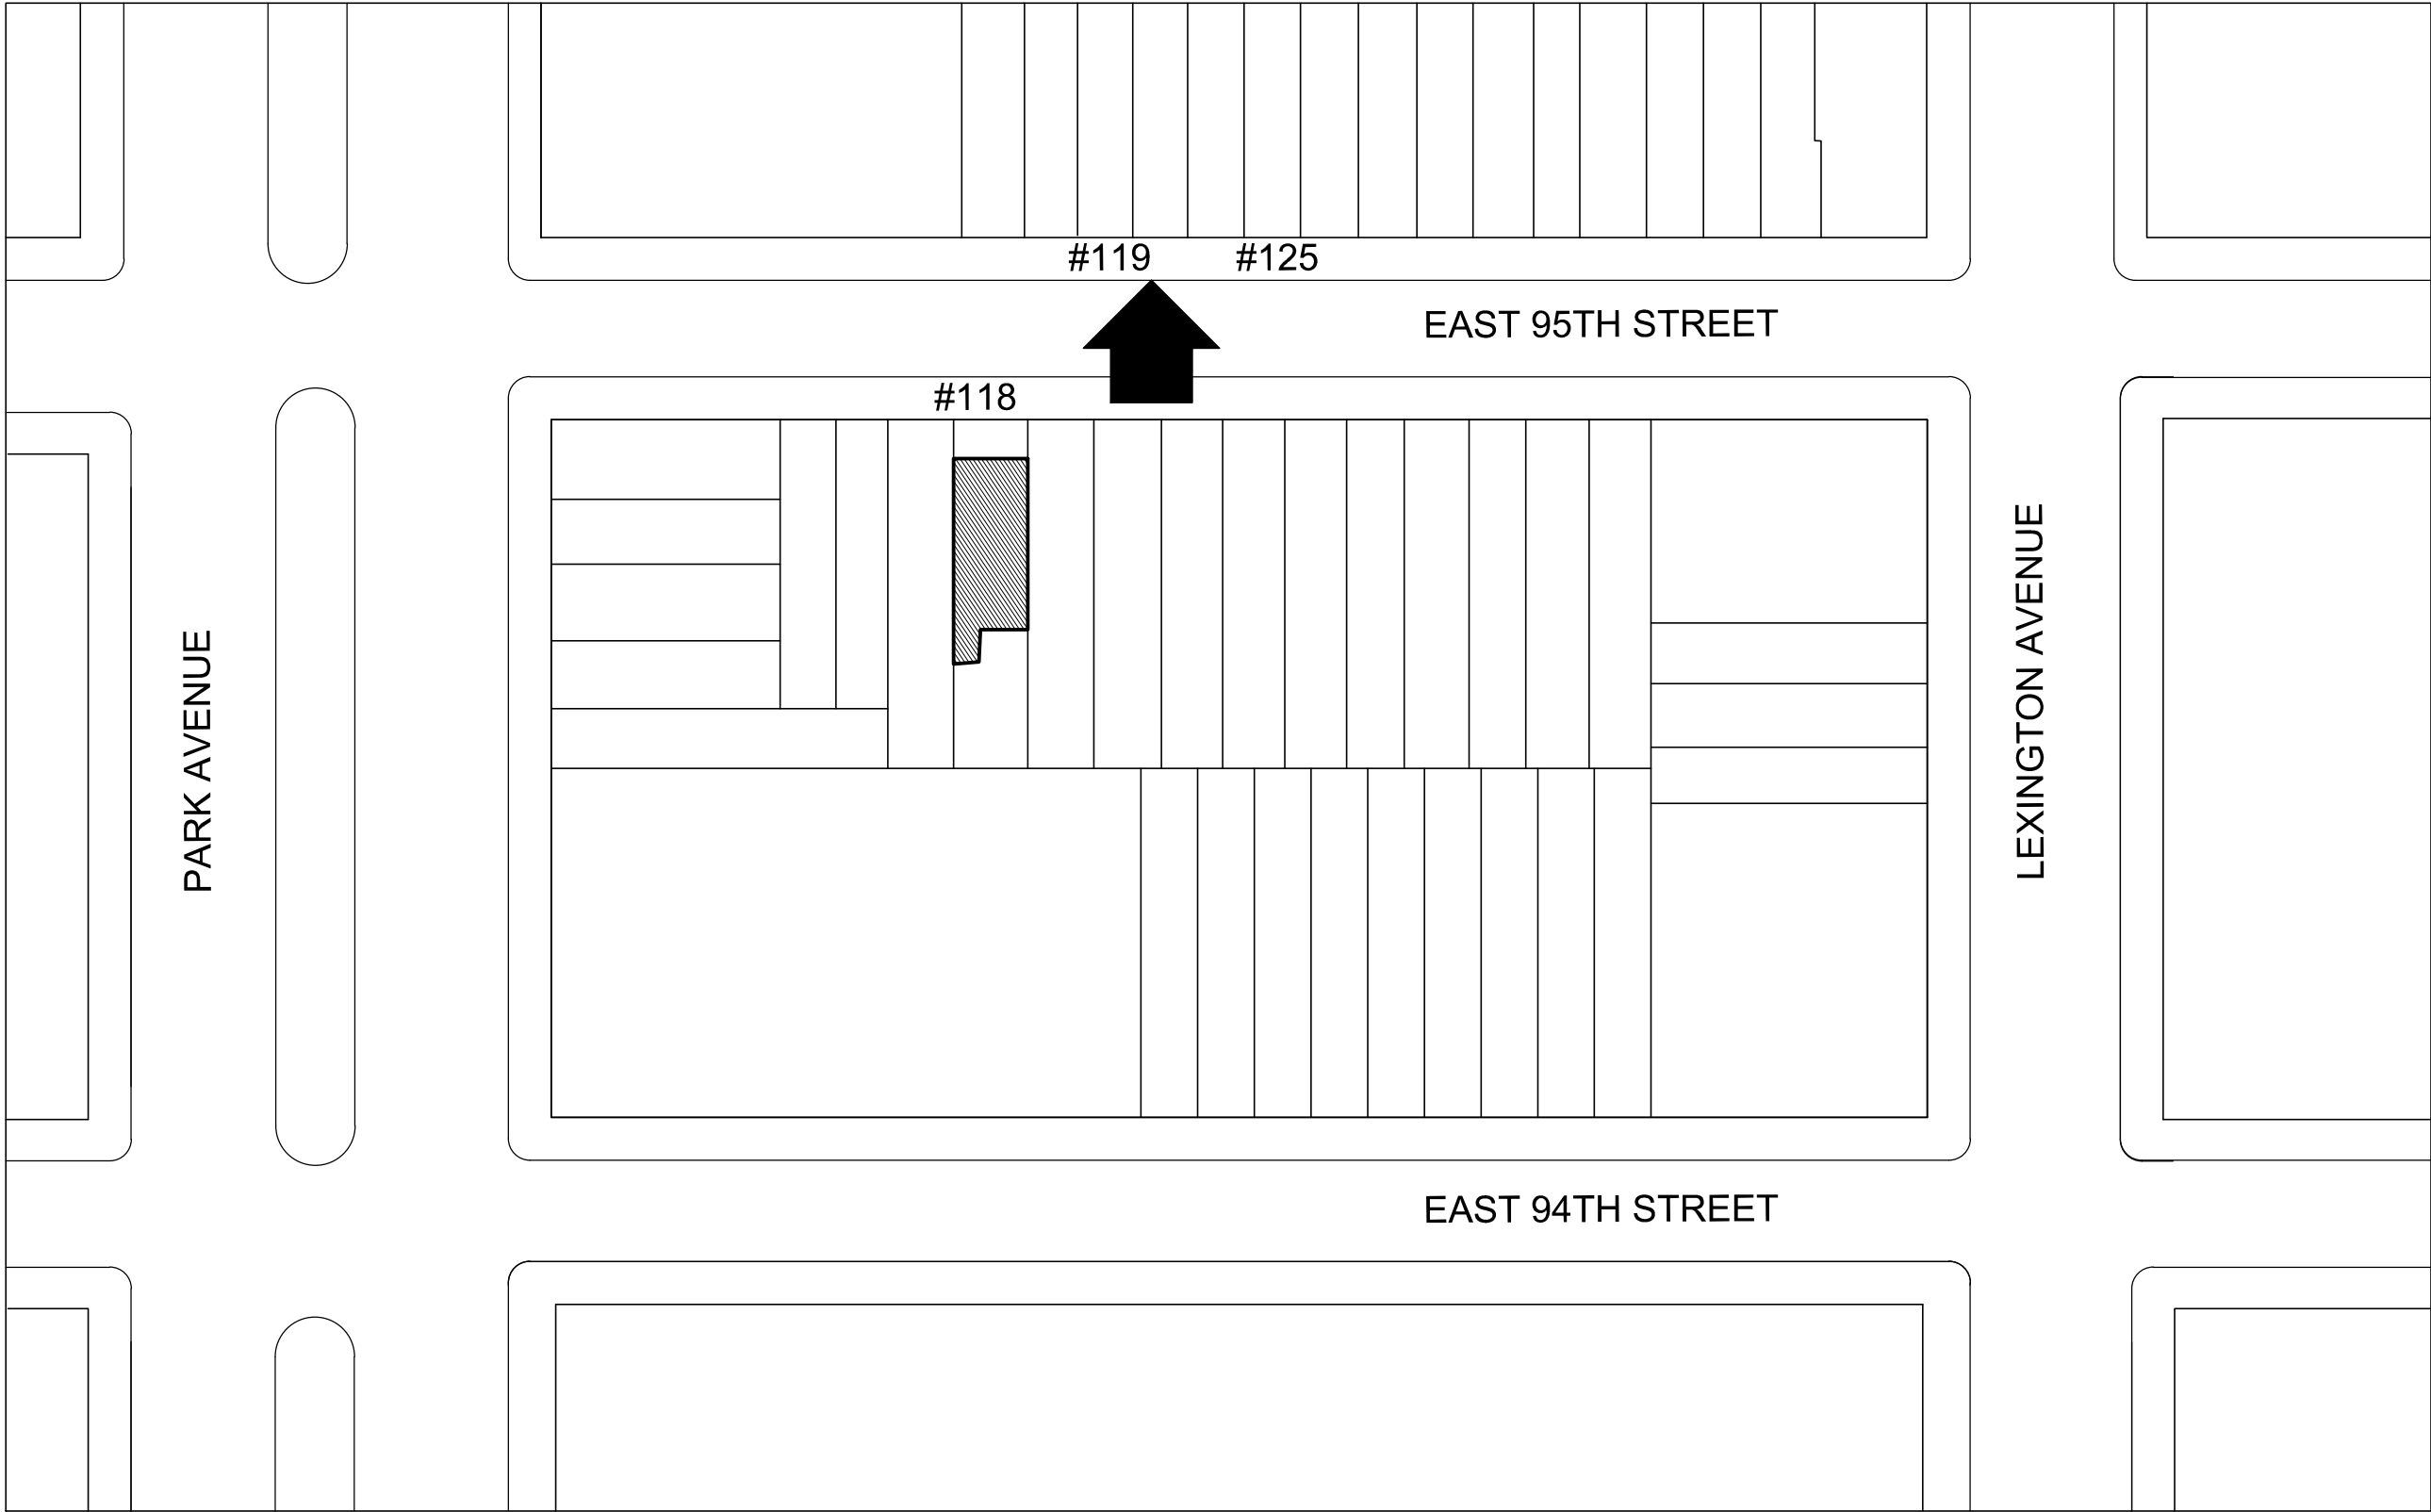 #119 #125
EAST 95TH STREET
#118
PARK AVENUE
LEXINGTON AVENUE
EAST 94TH STREET